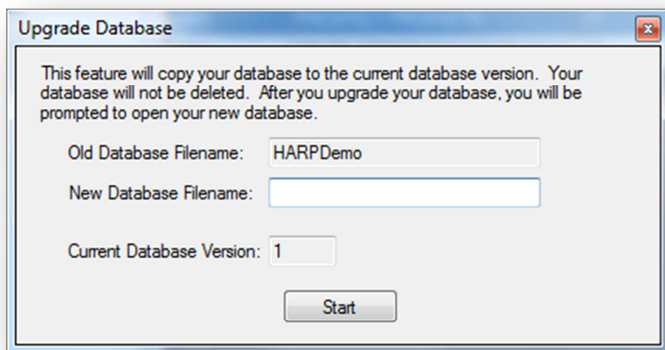 Upgrade Database
This feature will copy your database to the current database version.  Your
database will not be deleted.  After you upgrade your database, you will be
prompted to open your new database.
Old Database Filename: HARPDemo
New Database Filename:
Current Database Version: 1
Start